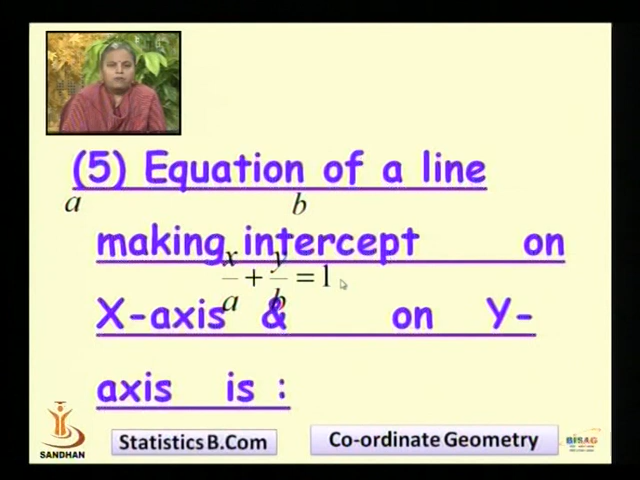 (5) Equation of a line
a b
making intercept on
x/a + y/b = 1
X-axis & on Y-
axis is :
SANDHAN
Statistics B.Com
Co-ordinate Geometry
BISAG